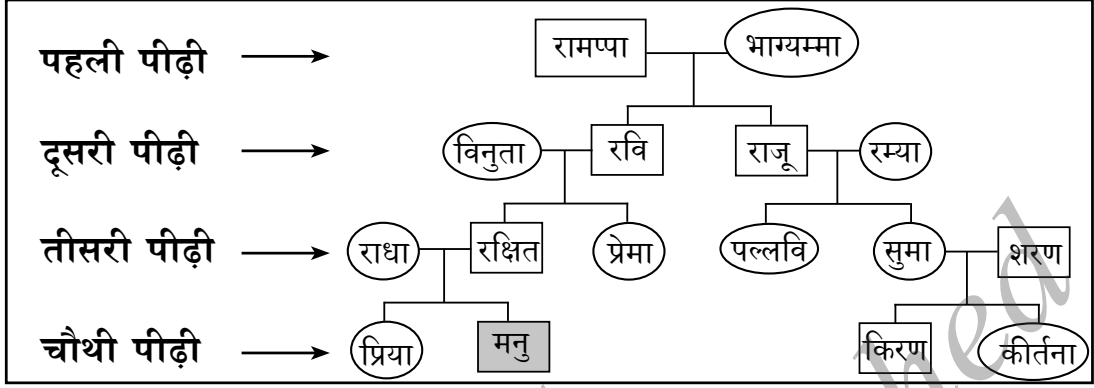 पहली पीढ़ी रामप्पा भाग्यम्मा
दूसरी पीढ़ी विनुता रवि राजू रम्या
तीसरी पीढ़ी राधा रक्षित प्रेमा पल्लवि सुमा शरण
चौथी पीढ़ी प्रिया मनु किरण कीर्तना